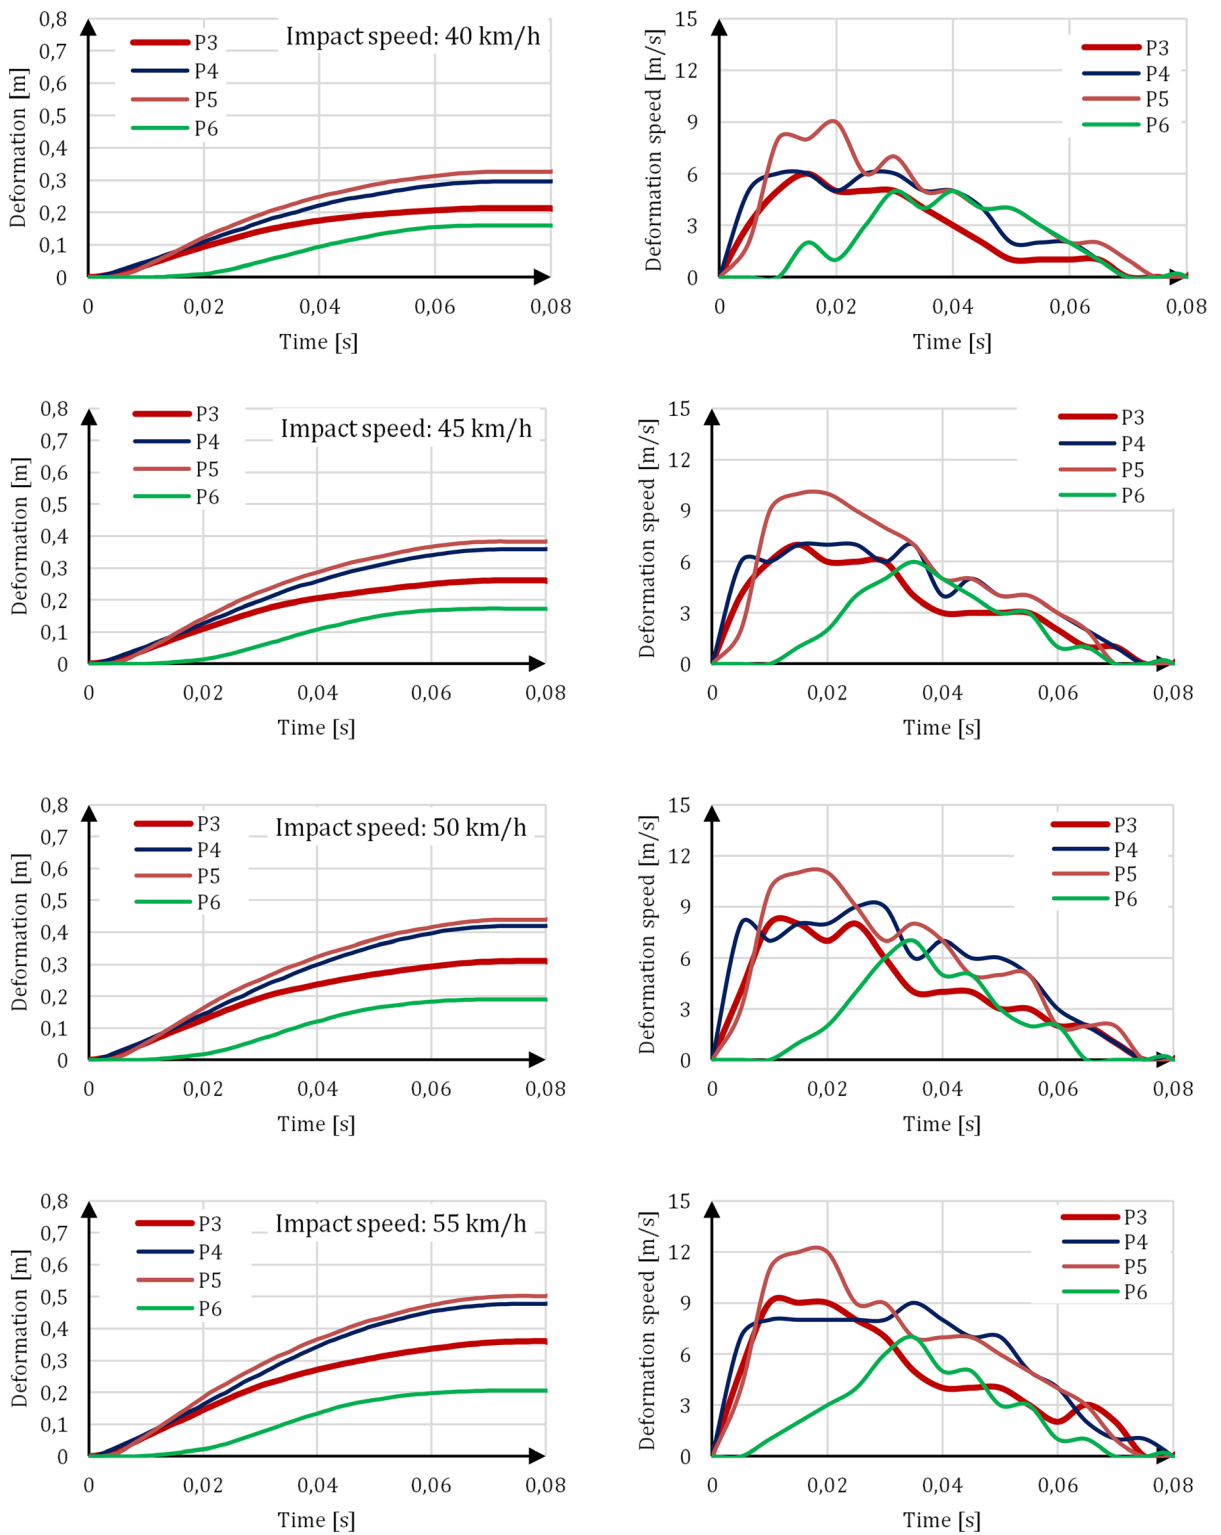 Impact speed: 40 km/h
Deformation [m]
0,8
0,7
0,6
0,5
0,4
0,3
0,2
0,1
0
P3
P4
P5
P6
0 0,02 0,04 0,06 0,08
Time [s]
Deformation speed [m/s]
15
12
9
6
3
0
P3
P4
P5
P6
0 0,02 0,04 0,06 0,08
Time [s]
Impact speed: 45 km/h
Deformation [m]
0,8
0,7
0,6
0,5
0,4
0,3
0,2
0,1
0
P3
P4
P5
P6
0 0,02 0,04 0,06 0,08
Time [s]
Deformation speed [m/s]
15
12
9
6
3
0
P3
P4
P5
P6
0 0,02 0,04 0,06 0,08
Time [s]
Impact speed: 50 km/h
Deformation [m]
0,8
0,7
0,6
0,5
0,4
0,3
0,2
0,1
0
P3
P4
P5
P6
0 0,02 0,04 0,06 0,08
Time [s]
Deformation speed [m/s]
15
12
9
6
3
0
P3
P4
P5
P6
0 0,02 0,04 0,06 0,08
Time [s]
Impact speed: 55 km/h
Deformation [m]
0,8
0,7
0,6
0,5
0,4
0,3
0,2
0,1
0
P3
P4
P5
P6
0 0,02 0,04 0,06 0,08
Time [s]
Deformation speed [m/s]
15
12
9
6
3
0
P3
P4
P5
P6
0 0,02 0,04 0,06 0,08
Time [s]